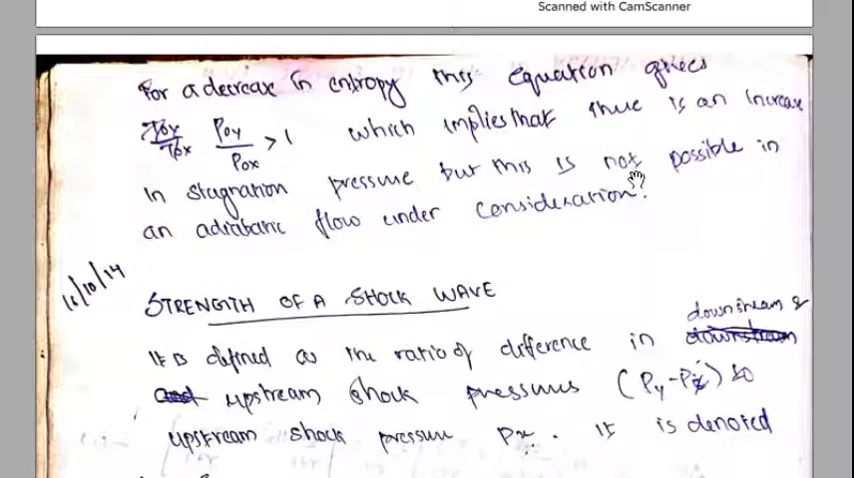 Scanned with CamScanner
For a decrease in entropy this equation gives
Poy/Pox > 1 which implies that there is an increase
in stagnation pressure but this is not possible in
an adiabatic flow under consideration.
16/10/14
STRENGTH OF A SHOCK WAVE
downstream &
It is defined as the ratio of difference in
upstream shock pressures (Py-Px) to
upstream shock pressure Px. It is denoted